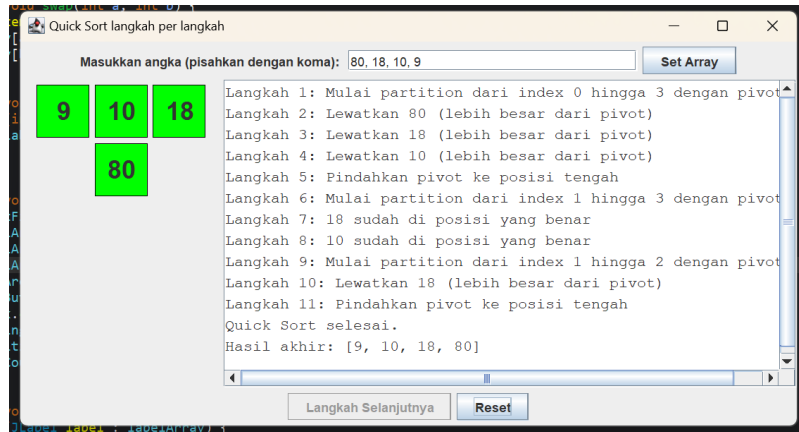 Quick Sort langkah per langkah
Masukkan angka (pisahkan dengan koma): 80, 18, 10, 9 Set Array
9 10 18
80
Langkah 1: Mulai partition dari index 0 hingga 3 dengan pivot
Langkah 2: Lewatkan 80 (lebih besar dari pivot)
Langkah 3: Lewatkan 18 (lebih besar dari pivot)
Langkah 4: Lewatkan 10 (lebih besar dari pivot)
Langkah 5: Pindahkan pivot ke posisi tengah
Langkah 6: Mulai partition dari index 1 hingga 3 dengan pivot
Langkah 7: 18 sudah di posisi yang benar
Langkah 8: 10 sudah di posisi yang benar
Langkah 9: Mulai partition dari index 1 hingga 2 dengan pivot
Langkah 10: Lewatkan 18 (lebih besar dari pivot)
Langkah 11: Pindahkan pivot ke posisi tengah
Quick Sort selesai.
Hasil akhir: [9, 10, 18, 80]
Langkah Selanjutnya Reset